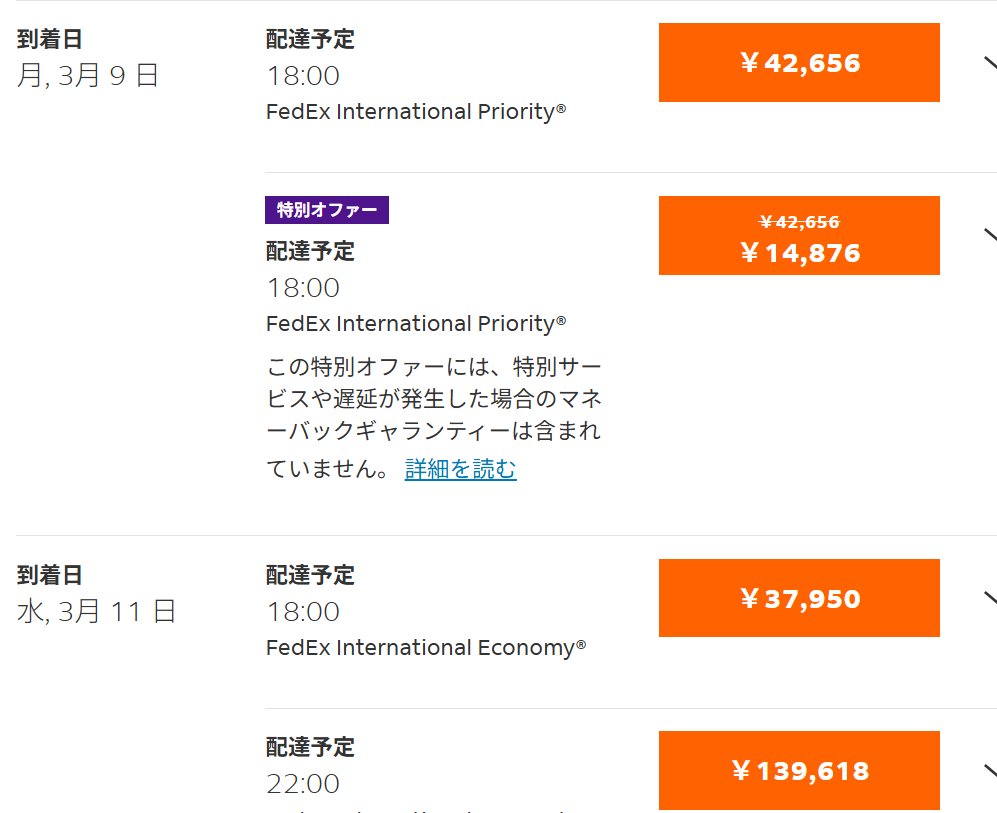 到着日
月, 3月 9 日
配達予定
18:00
FedEx International Priority®
￥42,656
特別オファー
配達予定
18:00
FedEx International Priority®
この特別オファーには、特別サー
ビスや遅延が発生した場合のマネ
ーバックギャランティーは含まれ
ていません。 詳細を読む
￥42,656
￥14,876
到着日
水, 3月 11 日
配達予定
18:00
FedEx International Economy®
￥37,950
配達予定
22:00
￥139,618